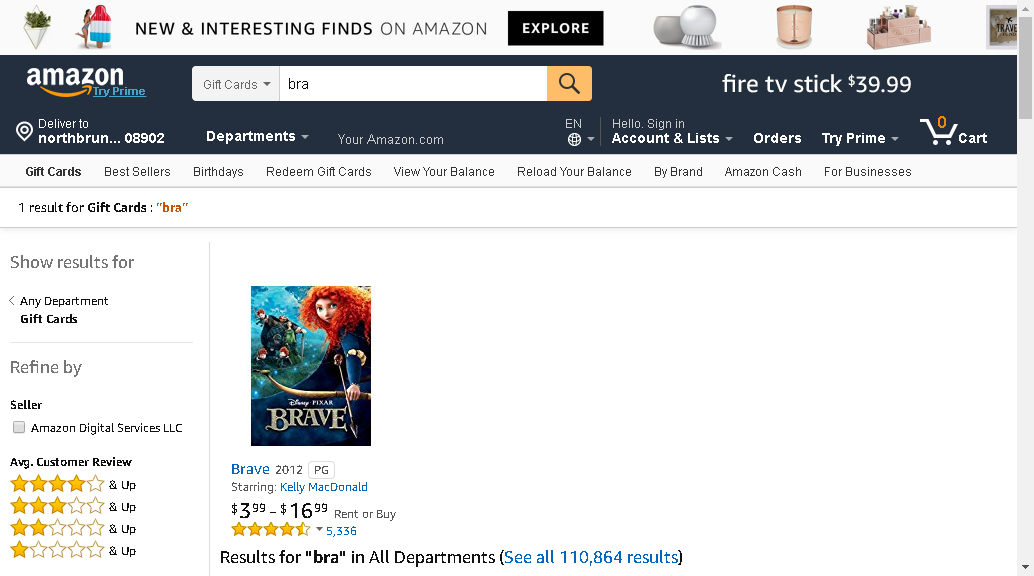 NEW & INTERESTING FINDS ON AMAZON EXPLORE
TRAVEL
amazon
Try Prime
Gift Cards bra
fire tv stick $39.99
Deliver to
northbrun... 08902
Departments
Your Amazon.com
EN
Hello. Sign in
Account & Lists
Orders
Try Prime
0
Cart
Gift Cards Best Sellers Birthdays Redeem Gift Cards View Your Balance Reload Your Balance By Brand Amazon Cash For Businesses
1 result for Gift Cards : "bra"
Show results for
Any Department
Gift Cards
Refine by
Seller
Amazon Digital Services LLC
Avg. Customer Review
& Up
& Up
& Up
& Up
Disney · PIXAR
BRAVE
Brave 2012 PG
Starring: Kelly MacDonald
$3.99 - $16.99 Rent or Buy
5,336
Results for "bra" in All Departments (See all 110,864 results)